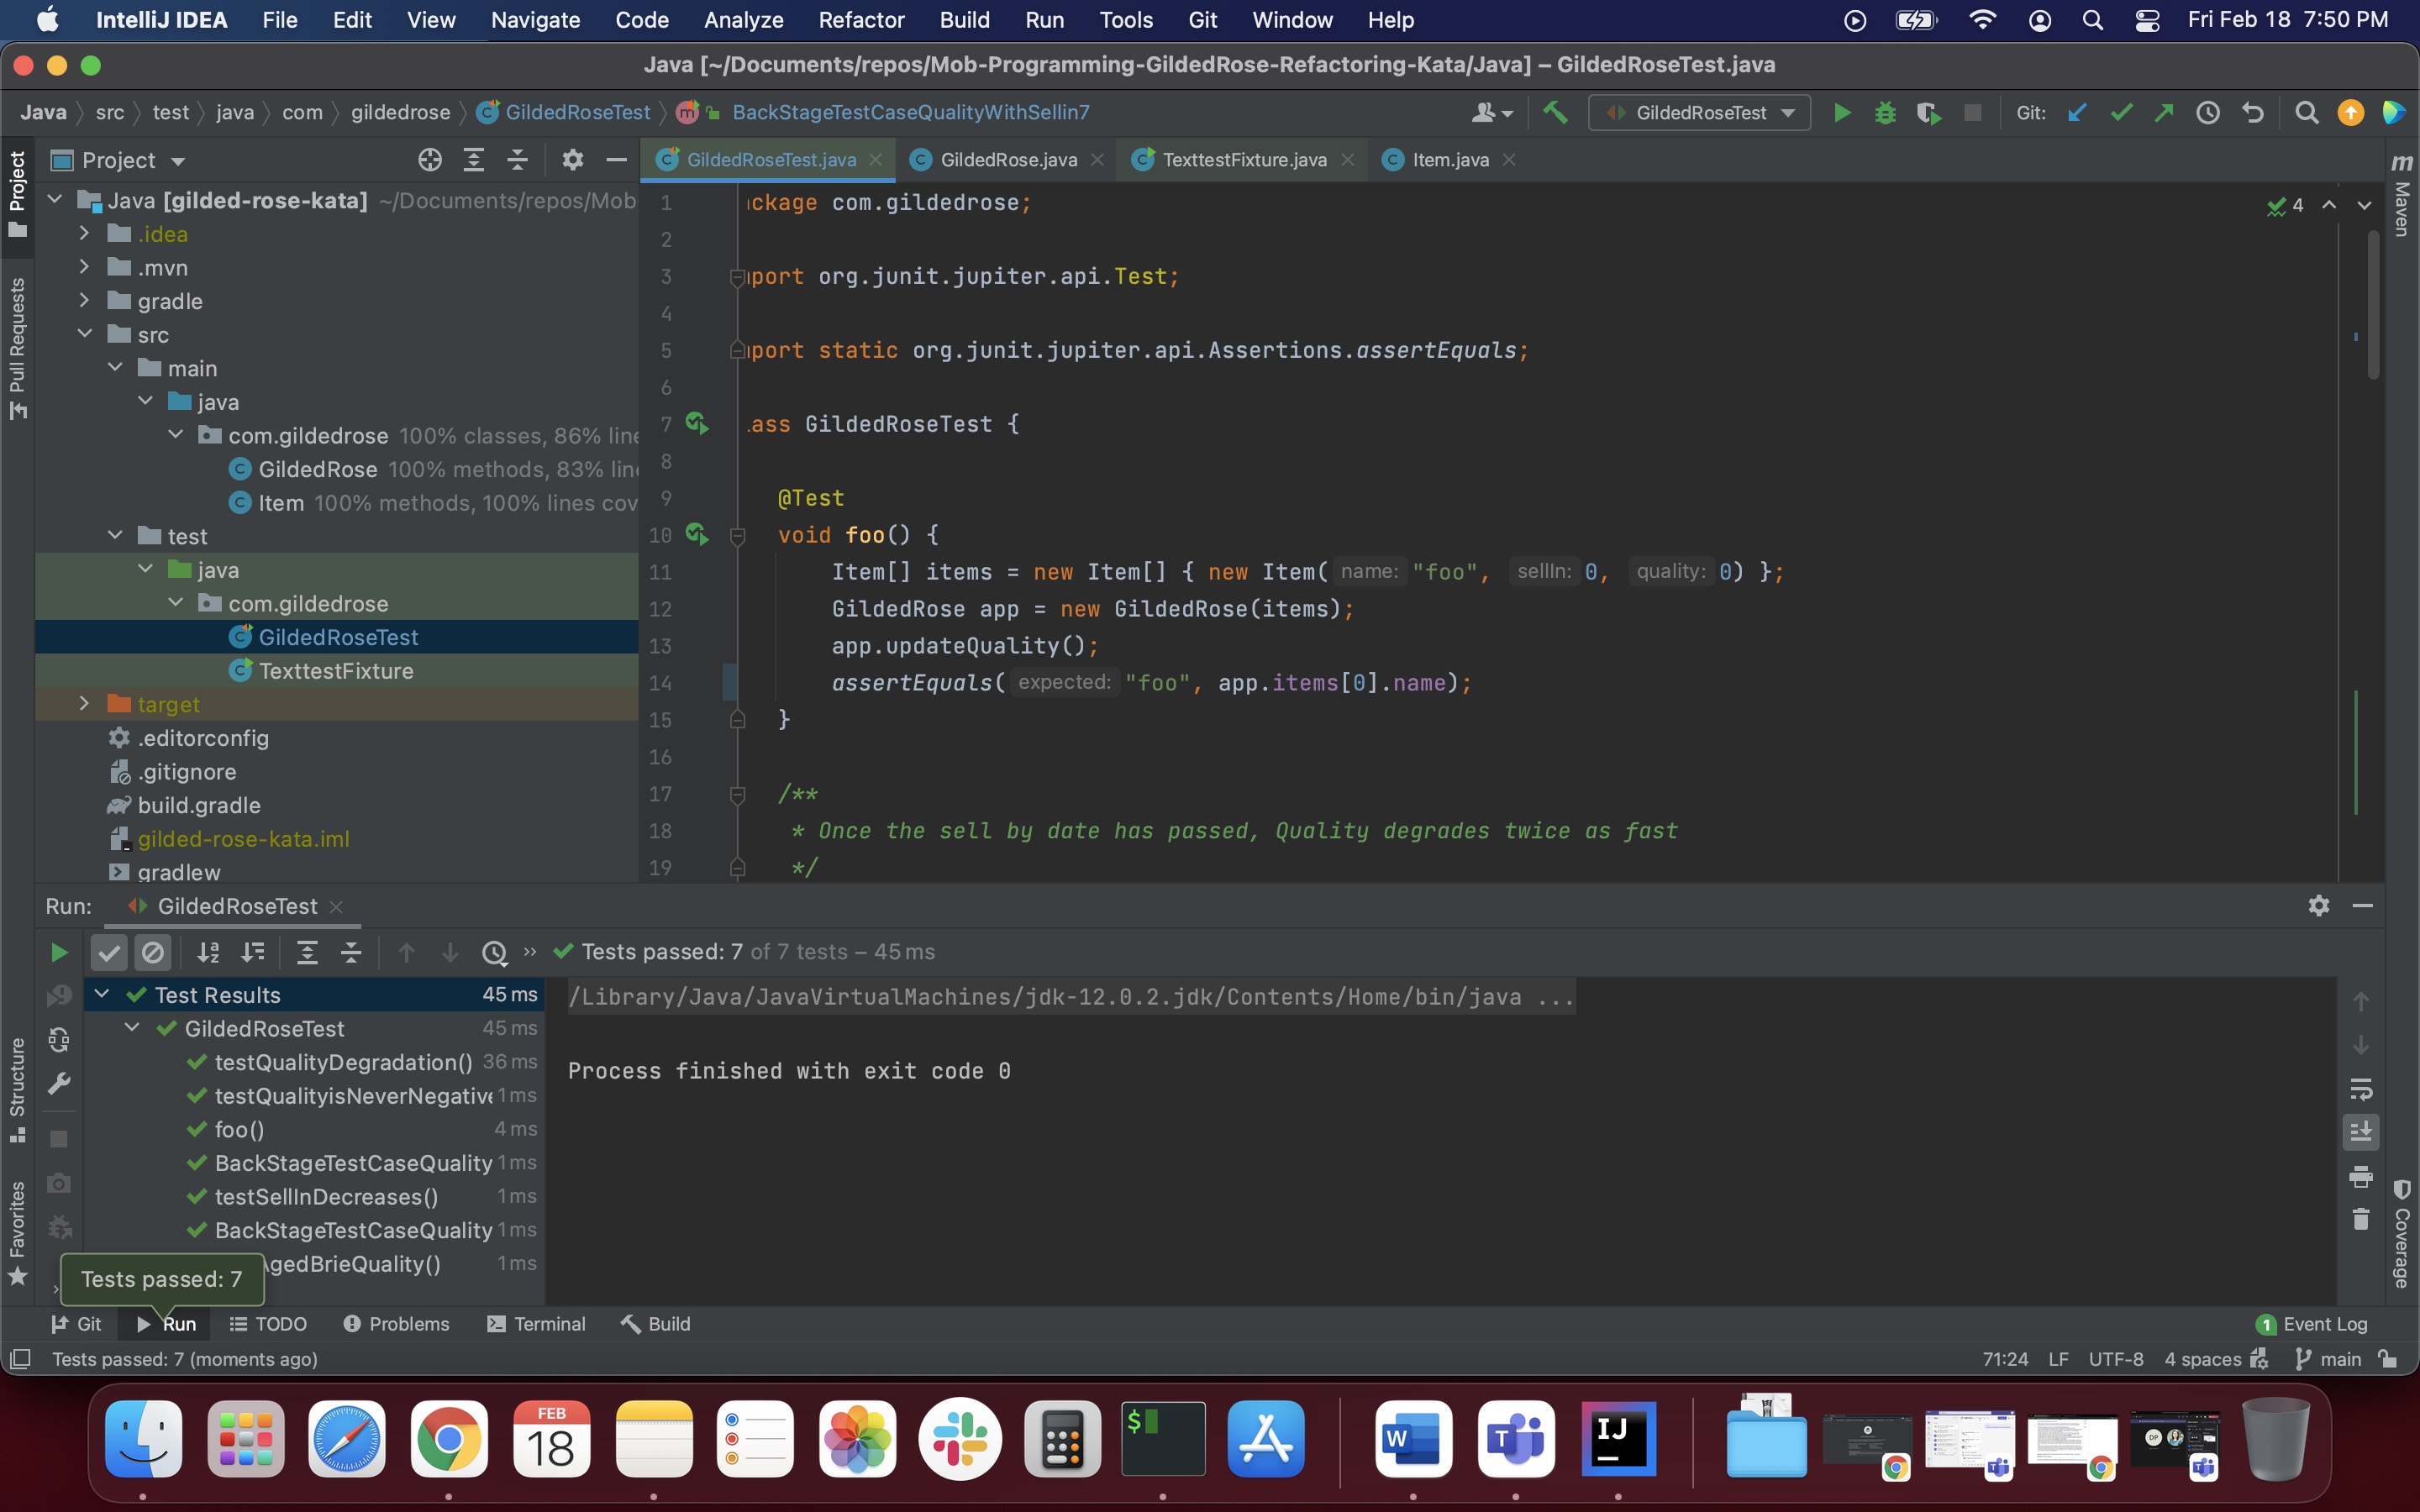 IntelliJ IDEA File Edit View Navigate Code Analyze Refactor Build Run Tools Git Window Help Fri Feb 18 7:50 PM
Java [~/Documents/repos/Mob-Programming-GildedRose-Refactoring-Kata/Java] – GildedRoseTest.java
Java src test java com gildedrose GildedRoseTest m BackStageTestCaseQualityWithSellin7 GildedRoseTest Git:
Project
Pull Requests
Structure
Favorites
Project
Java [gilded-rose-kata] ~/Documents/repos/Mob
.idea
.mvn
gradle
src
main
java
com.gildedrose 100% classes, 86% line
GildedRose 100% methods, 83% lin
Item 100% methods, 100% lines cov
test
java
com.gildedrose
GildedRoseTest
TexttestFixture
target
.editorconfig
.gitignore
build.gradle
gilded-rose-kata.iml
gradlew
GildedRoseTest.java GildedRose.java TexttestFixture.java Item.java
4
1 ckage com.gildedrose;
2
3 port org.junit.jupiter.api.Test;
4
5 port static org.junit.jupiter.api.Assertions.assertEquals;
6
7 ass GildedRoseTest {
8
9 @Test
10 void foo() {
11 Item[] items = new Item[] { new Item( name: "foo", sellIn: 0, quality: 0) };
12 GildedRose app = new GildedRose(items);
13 app.updateQuality();
14 assertEquals( expected: "foo", app.items[0].name);
15 }
16
17 /**
18 * Once the sell by date has passed, Quality degrades twice as fast
19 */
m Maven
Coverage
Run: GildedRoseTest
Tests passed: 7 of 7 tests – 45 ms
Test Results 45 ms
GildedRoseTest 45 ms
testQualityDegradation() 36 ms
testQualityisNeverNegative 1 ms
foo() 4 ms
BackStageTestCaseQuality 1 ms
testSellInDecreases() 1 ms
BackStageTestCaseQuality 1 ms
AgedBrieQuality() 1 ms
/Library/Java/JavaVirtualMachines/jdk-12.0.2.jdk/Contents/Home/bin/java ...
Process finished with exit code 0
Tests passed: 7
Git Run TODO Problems Terminal Build 1 Event Log
Tests passed: 7 (moments ago) 71:24 LF UTF-8 4 spaces main
FEB
18
$
W
T
IJ
DP